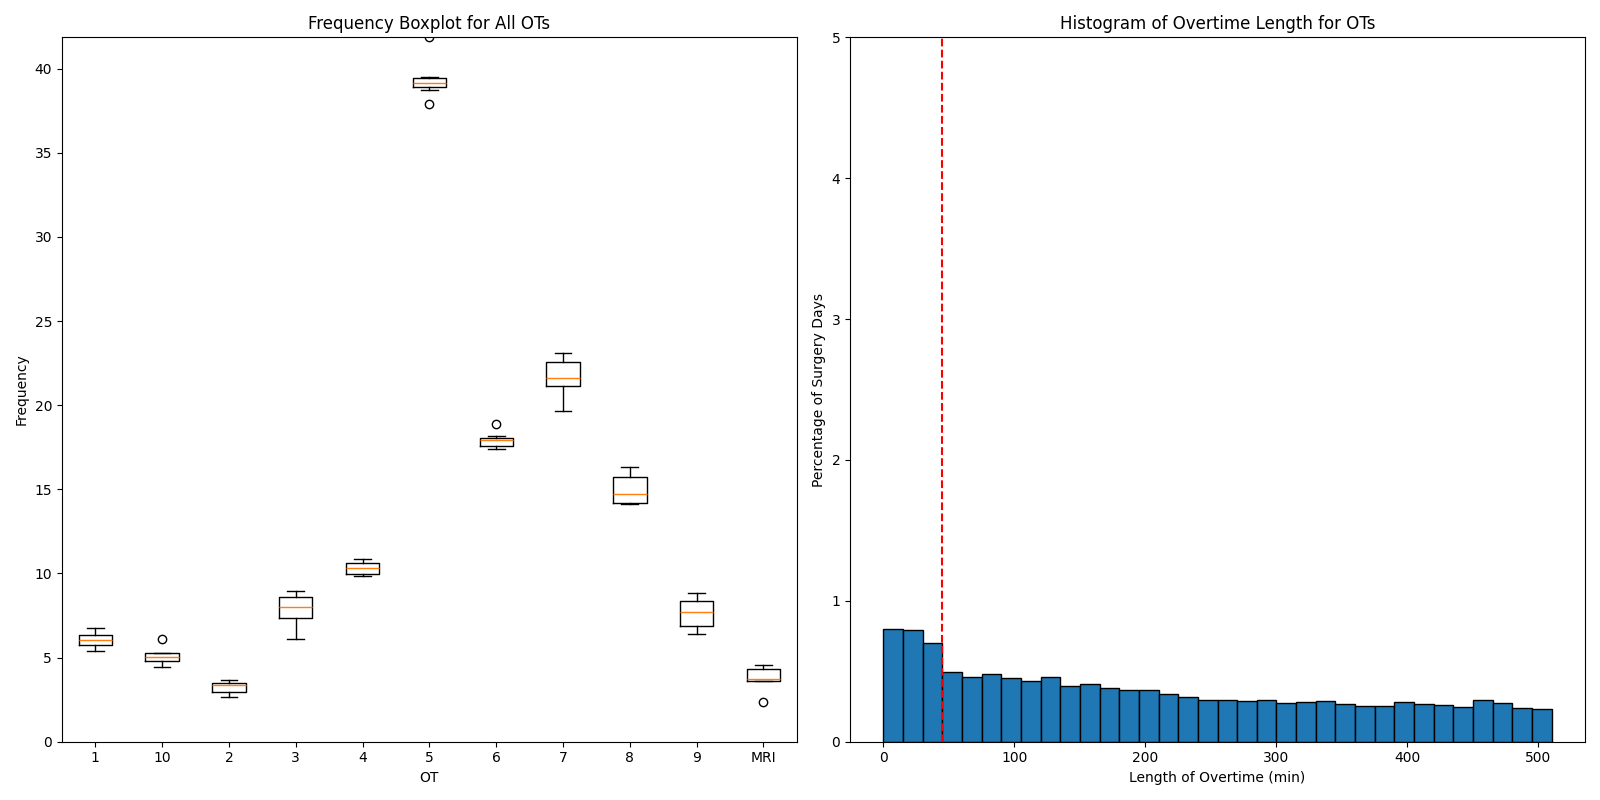 Frequency Boxplot for All OTs
Frequency
40
35
30
25
20
15
10
5
0
1 10 2 3 4 5 6 7 8 9 MRI
OT
Histogram of Overtime Length for OTs
Percentage of Surgery Days
5
4
3
2
1
0
0 100 200 300 400 500
Length of Overtime (min)